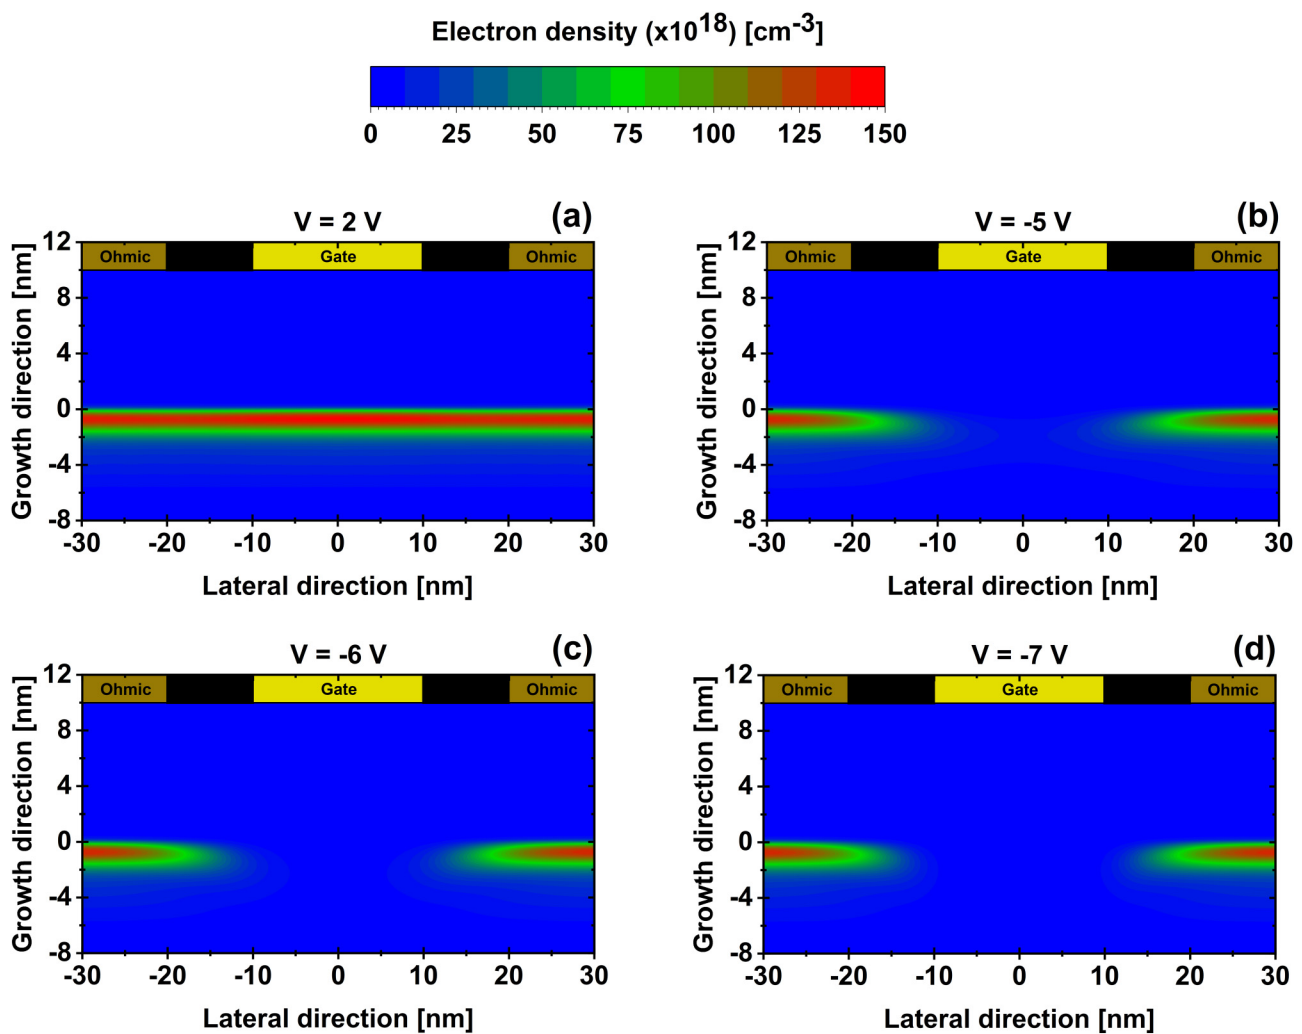 Electron density (x10^18) [cm^-3]
0 25 50 75 100 125 150
V = 2 V (a)
12 Ohmic Gate Ohmic
8
4
0
-4
-8
Growth direction [nm]
-30 -20 -10 0 10 20 30
Lateral direction [nm]
V = -5 V (b)
12 Ohmic Gate Ohmic
8
4
0
-4
-8
Growth direction [nm]
-30 -20 -10 0 10 20 30
Lateral direction [nm]
V = -6 V (c)
12 Ohmic Gate Ohmic
8
4
0
-4
-8
Growth direction [nm]
-30 -20 -10 0 10 20 30
Lateral direction [nm]
V = -7 V (d)
12 Ohmic Gate Ohmic
8
4
0
-4
-8
Growth direction [nm]
-30 -20 -10 0 10 20 30
Lateral direction [nm]